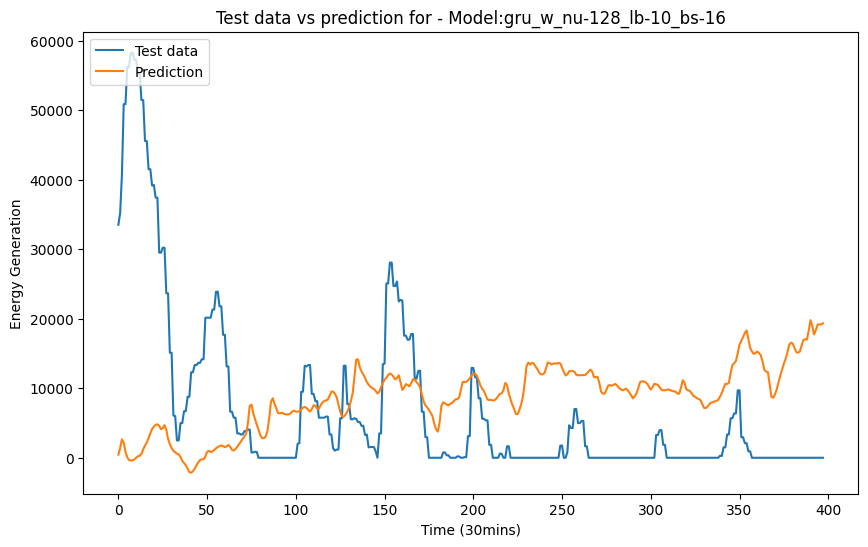 Test data vs prediction for - Model:gru_w_nu-128_lb-10_bs-16
Test data
Prediction
60000
50000
40000
30000
20000
10000
0
Energy Generation
0 50 100 150 200 250 300 350 400
Time (30mins)